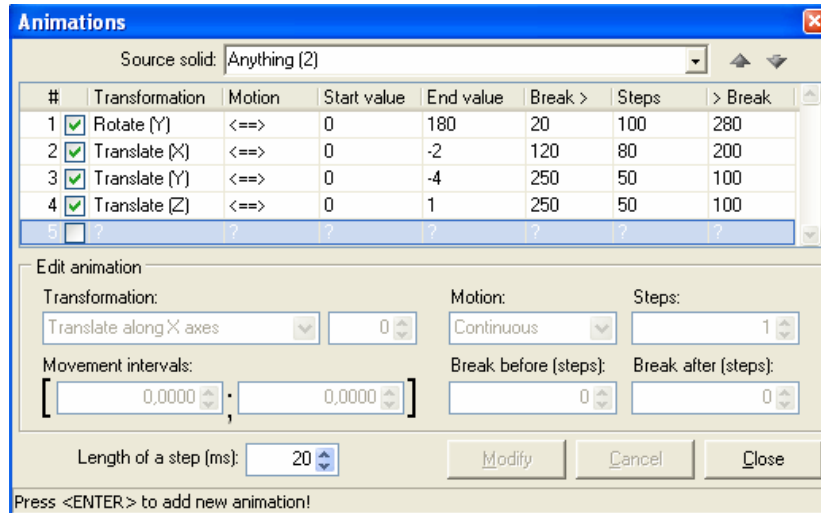 Animations
Source solid: Anything (2)
# Transformation Motion Start value End value Break > Steps > Break
1 Rotate (Y) <==> 0 180 20 100 280
2 Translate (X) <==> 0 -2 120 80 200
3 Translate (Y) <==> 0 -4 250 50 100
4 Translate (Z) <==> 0 1 250 50 100
5 ? ? ? ? ? ? ?
Edit animation
Transformation: Motion: Steps:
Translate along X axes 0 Continuous 1
Movement intervals: Break before (steps): Break after (steps):
[ 0,0000 ; 0,0000 ] 0 0
Length of a step (ms): 20 Modify Cancel Close
Press <ENTER> to add new animation!